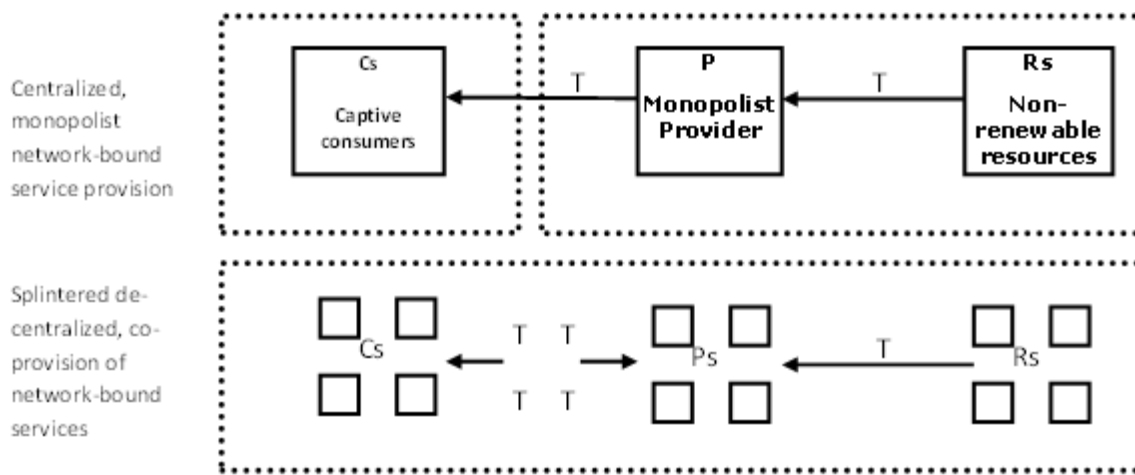 Centralized,
monopolist
network-bound
service provision
Cs
Captive
consumers
T
P
Monopolist
Provider
T
Rs
Non-
renewable
resources
Splintered de-
centralized, co-
provision of
network-bound
services
Cs
T T
T T
Ps
T
Rs